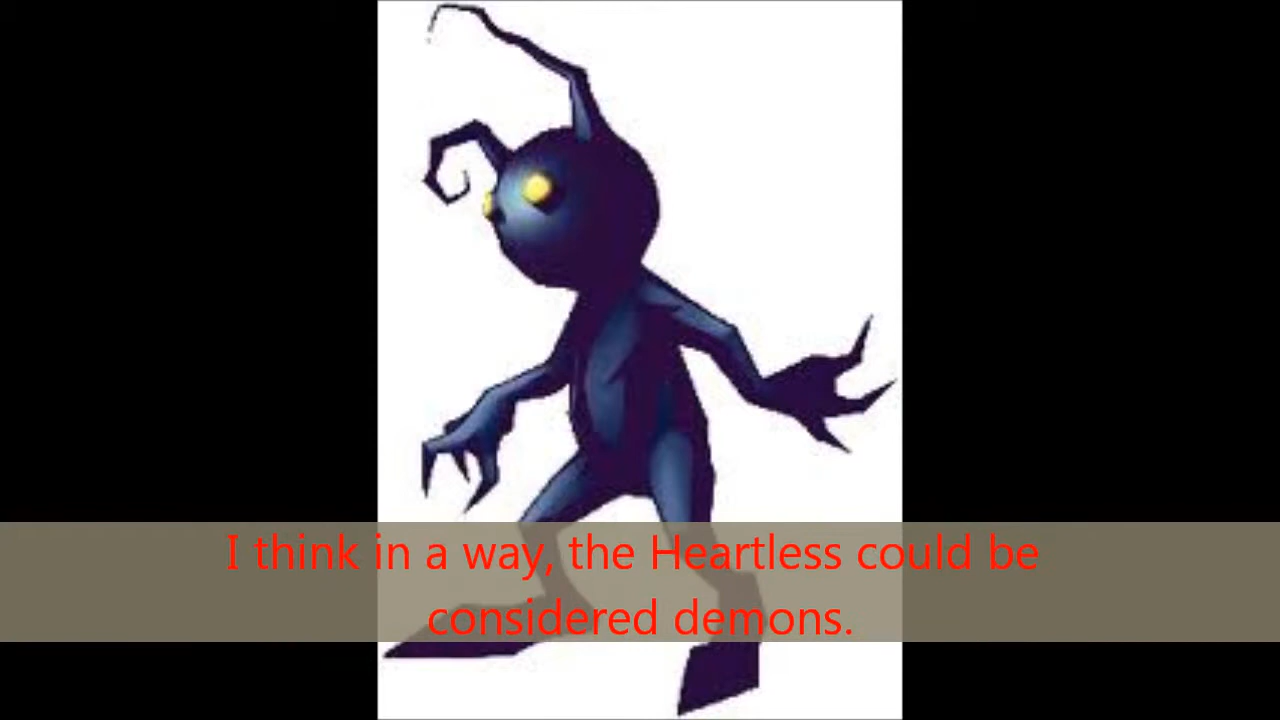 I think in a way, the Heartless could be
considered demons.